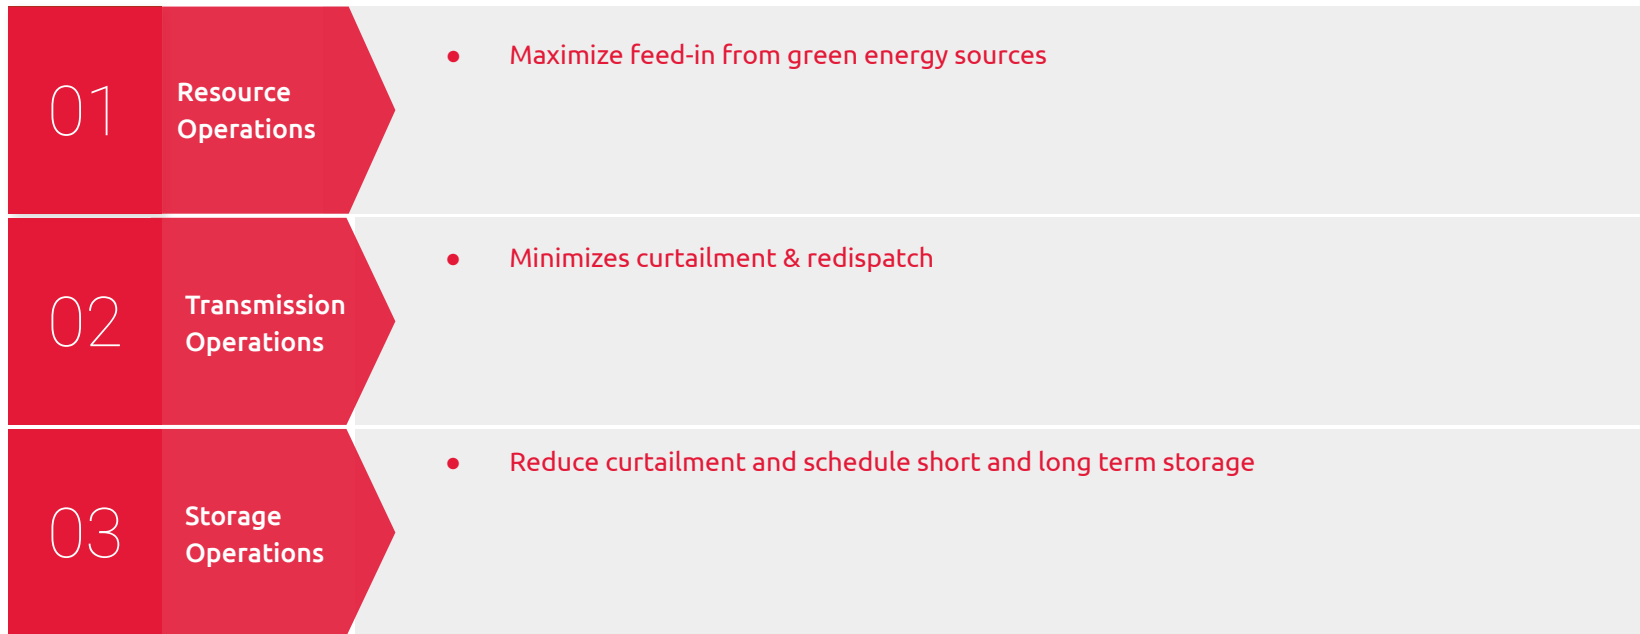 01
Resource
Operations
● Maximize feed-in from green energy sources
02
Transmission
Operations
● Minimizes curtailment & redispatch
03
Storage
Operations
● Reduce curtailment and schedule short and long term storage